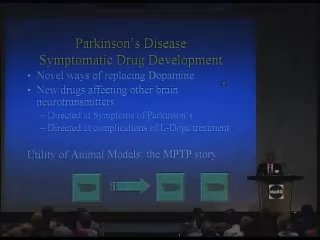 Parkinson's Disease
Symptomatic Drug Development
• Novel ways of replacing Dopamine
• New drugs affecting other brain
neurotransmitters
– Directed at Symptoms of Parkinson's
– Directed at complications of L-Dopa treatment
Utility of Animal Models: the MPTP story